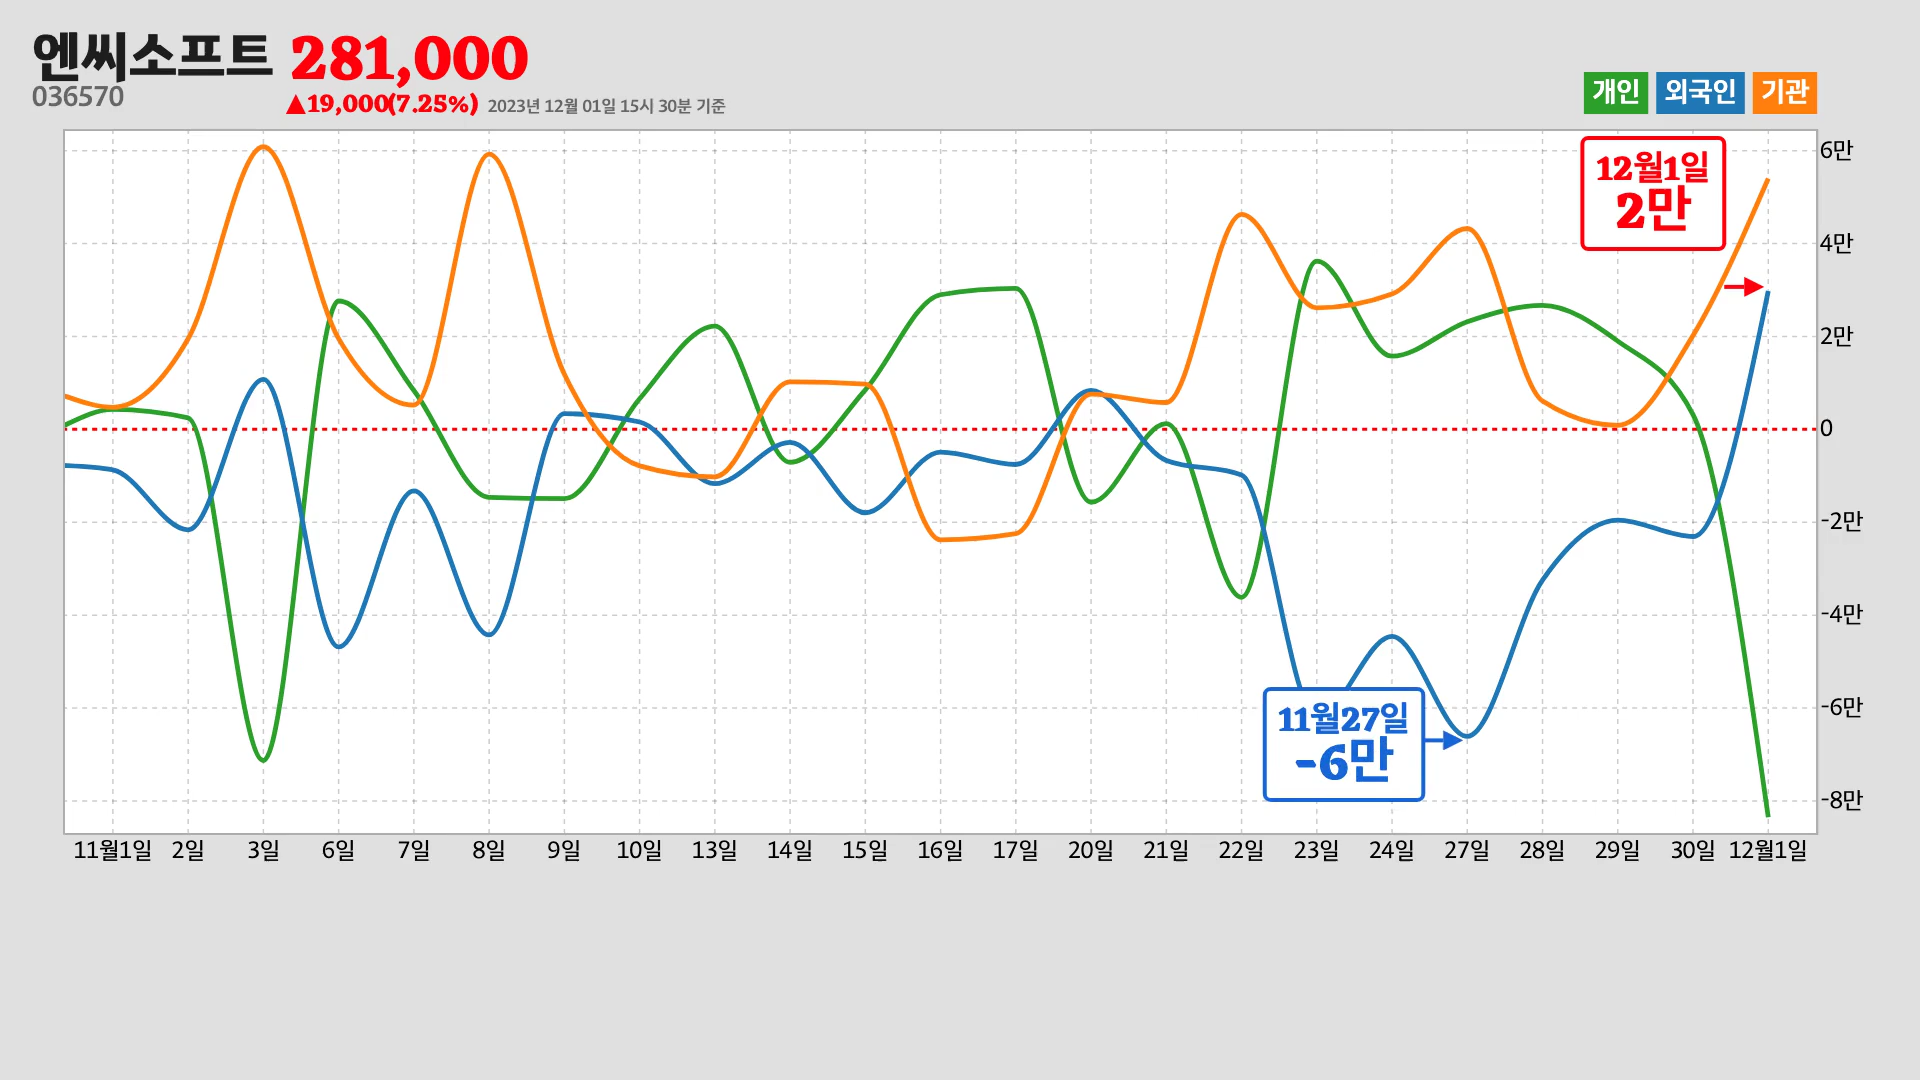 엔씨소프트 281,000
036570
▲19,000(7.25%) 2023년 12월 01일 15시 30분 기준
개인 외국인 기관
12월1일
2만
11월27일
-6만
6만
4만
2만
0
-2만
-4만
-6만
-8만
11월1일 2일 3일 6일 7일 8일 9일 10일 13일 14일 15일 16일 17일 20일 21일 22일 23일 24일 27일 28일 29일 30일 12월1일